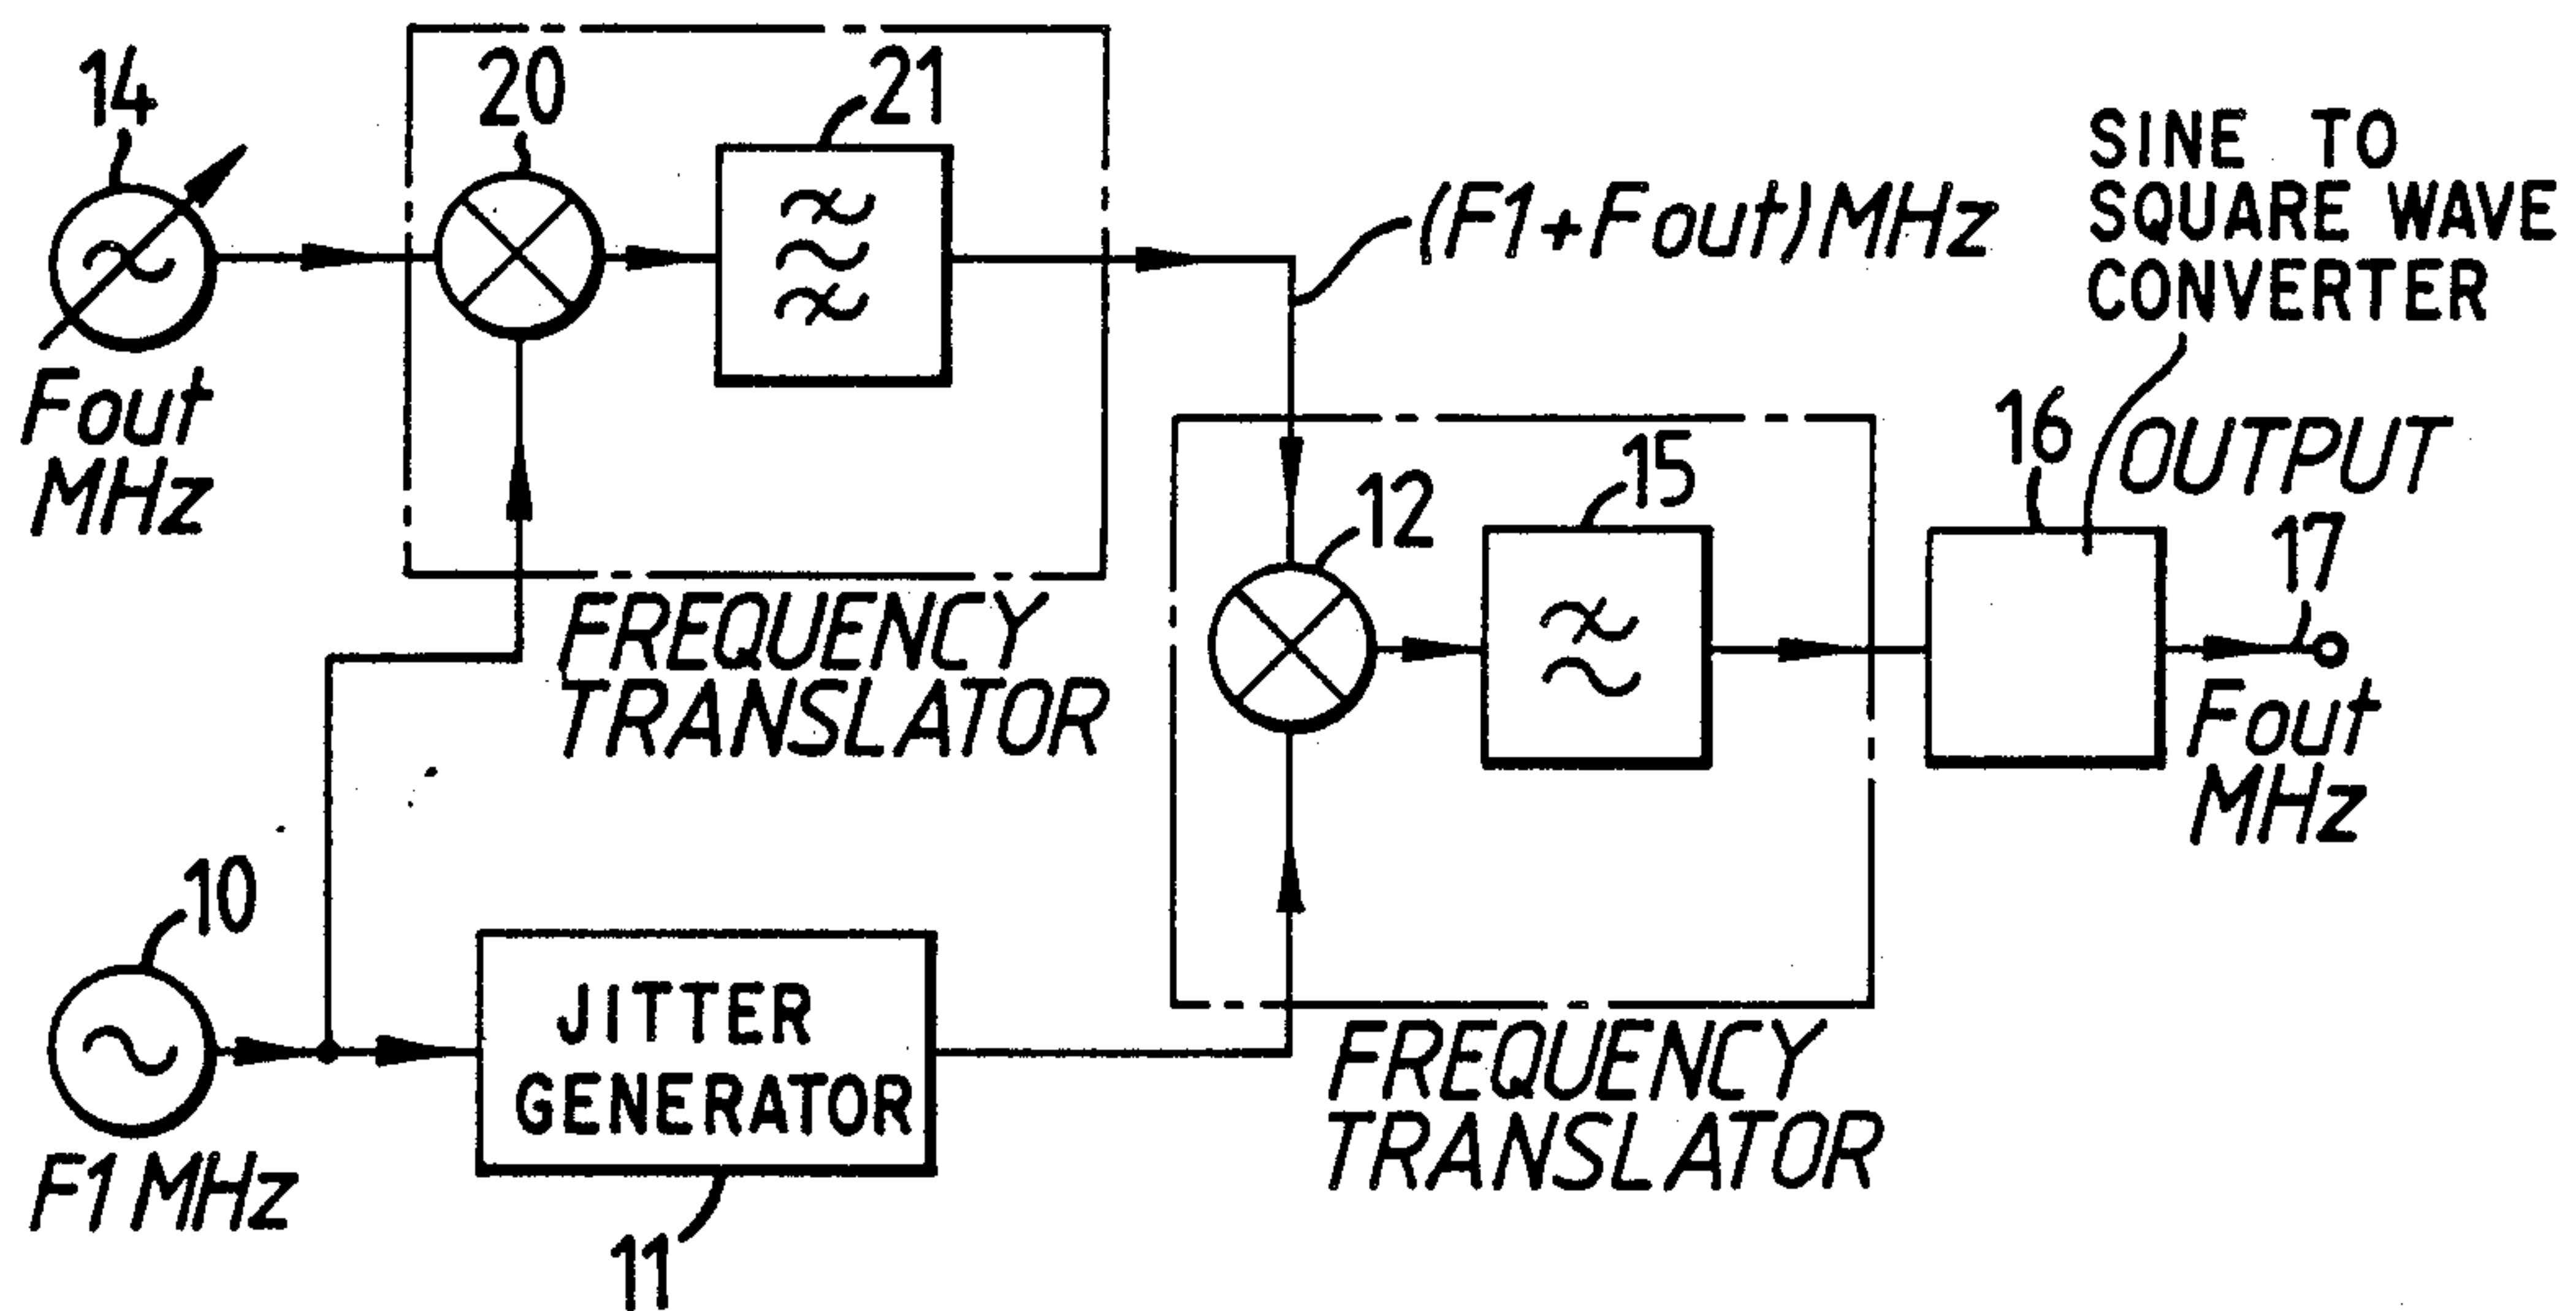 14
20
21
SINE TO
SQUARE WAVE
CONVERTER
(F1+Fout)MHz
Fout
MHz
16
OUTPUT
15
12
17
FREQUENCY
TRANSLATOR
Fout
MHz
10
JITTER
GENERATOR
F1 MHz
FREQUENCY
TRANSLATOR
11